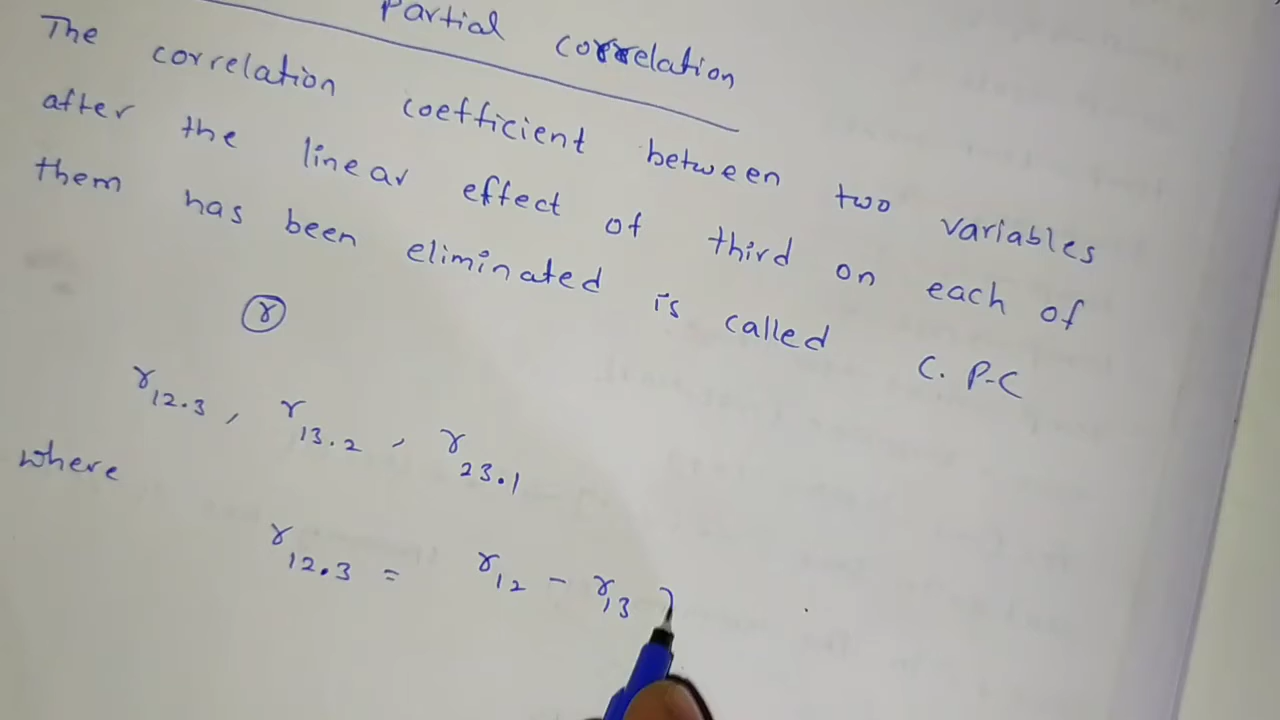 Partial correlation
The correlation coefficient between two variables
after the linear effect of third on each of
them has been eliminated is called C. P-C
r
r12.3 , r13.2 , r23.1
where
r12.3 = r12 - r13